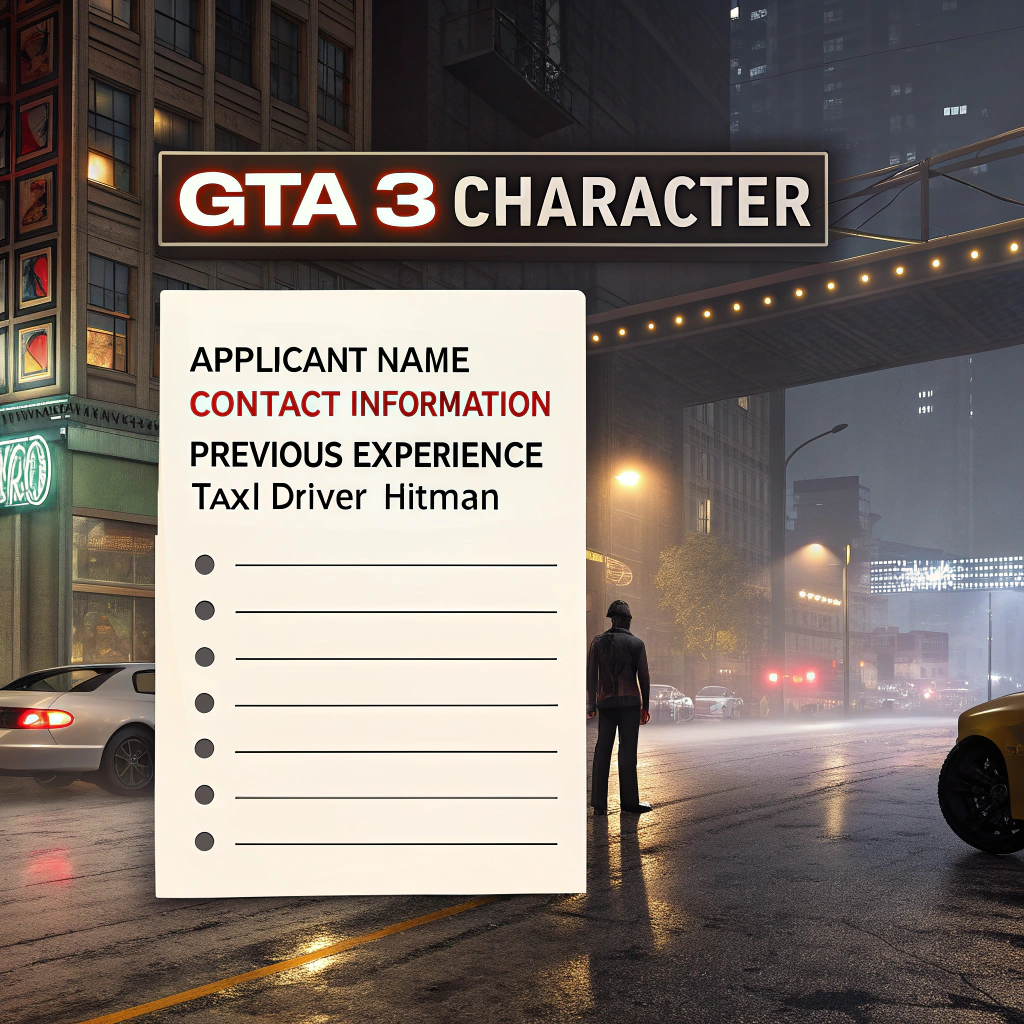 GTA 3 CHARACTER
APPLICANT NAME
CONTACT INFORMATION
PREVIOUS EXPERIENCE
TAxI Driver Hitman